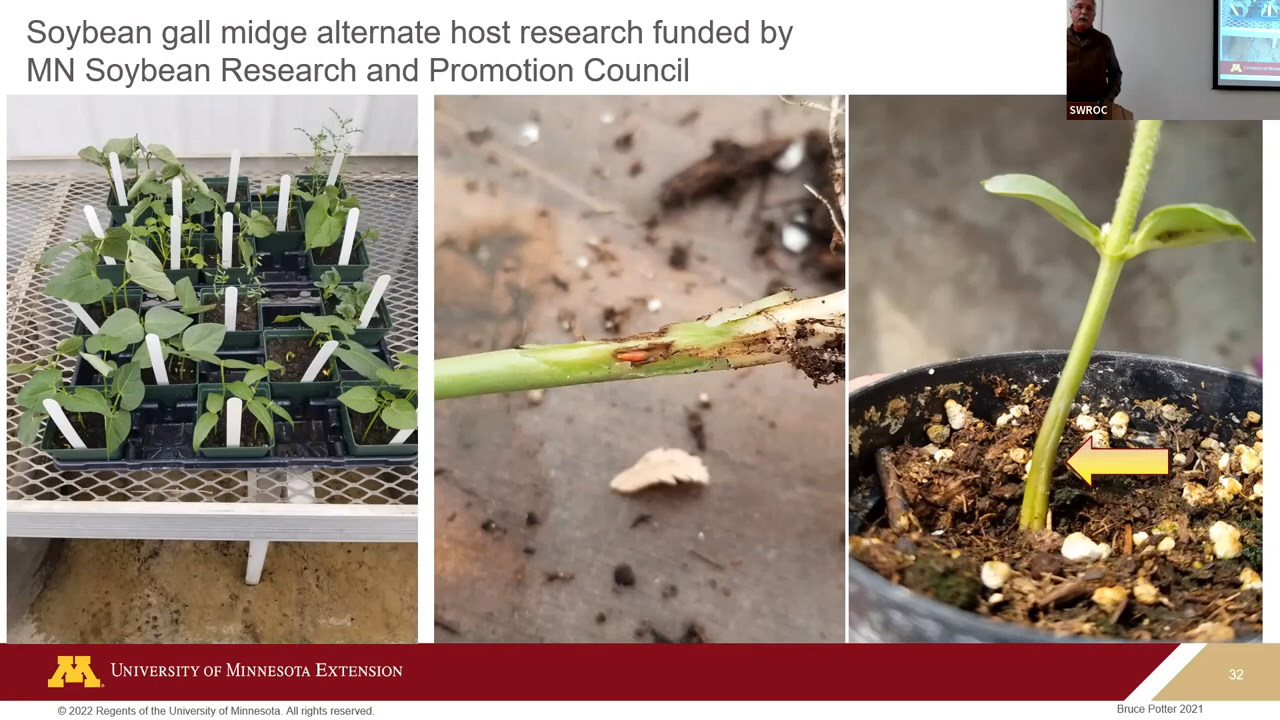 Soybean gall midge alternate host research funded by
MN Soybean Research and Promotion Council
SWROC
UNIVERSITY OF MINNESOTA EXTENSION
32
© 2022 Regents of the University of Minnesota. All rights reserved.
Bruce Potter 2021